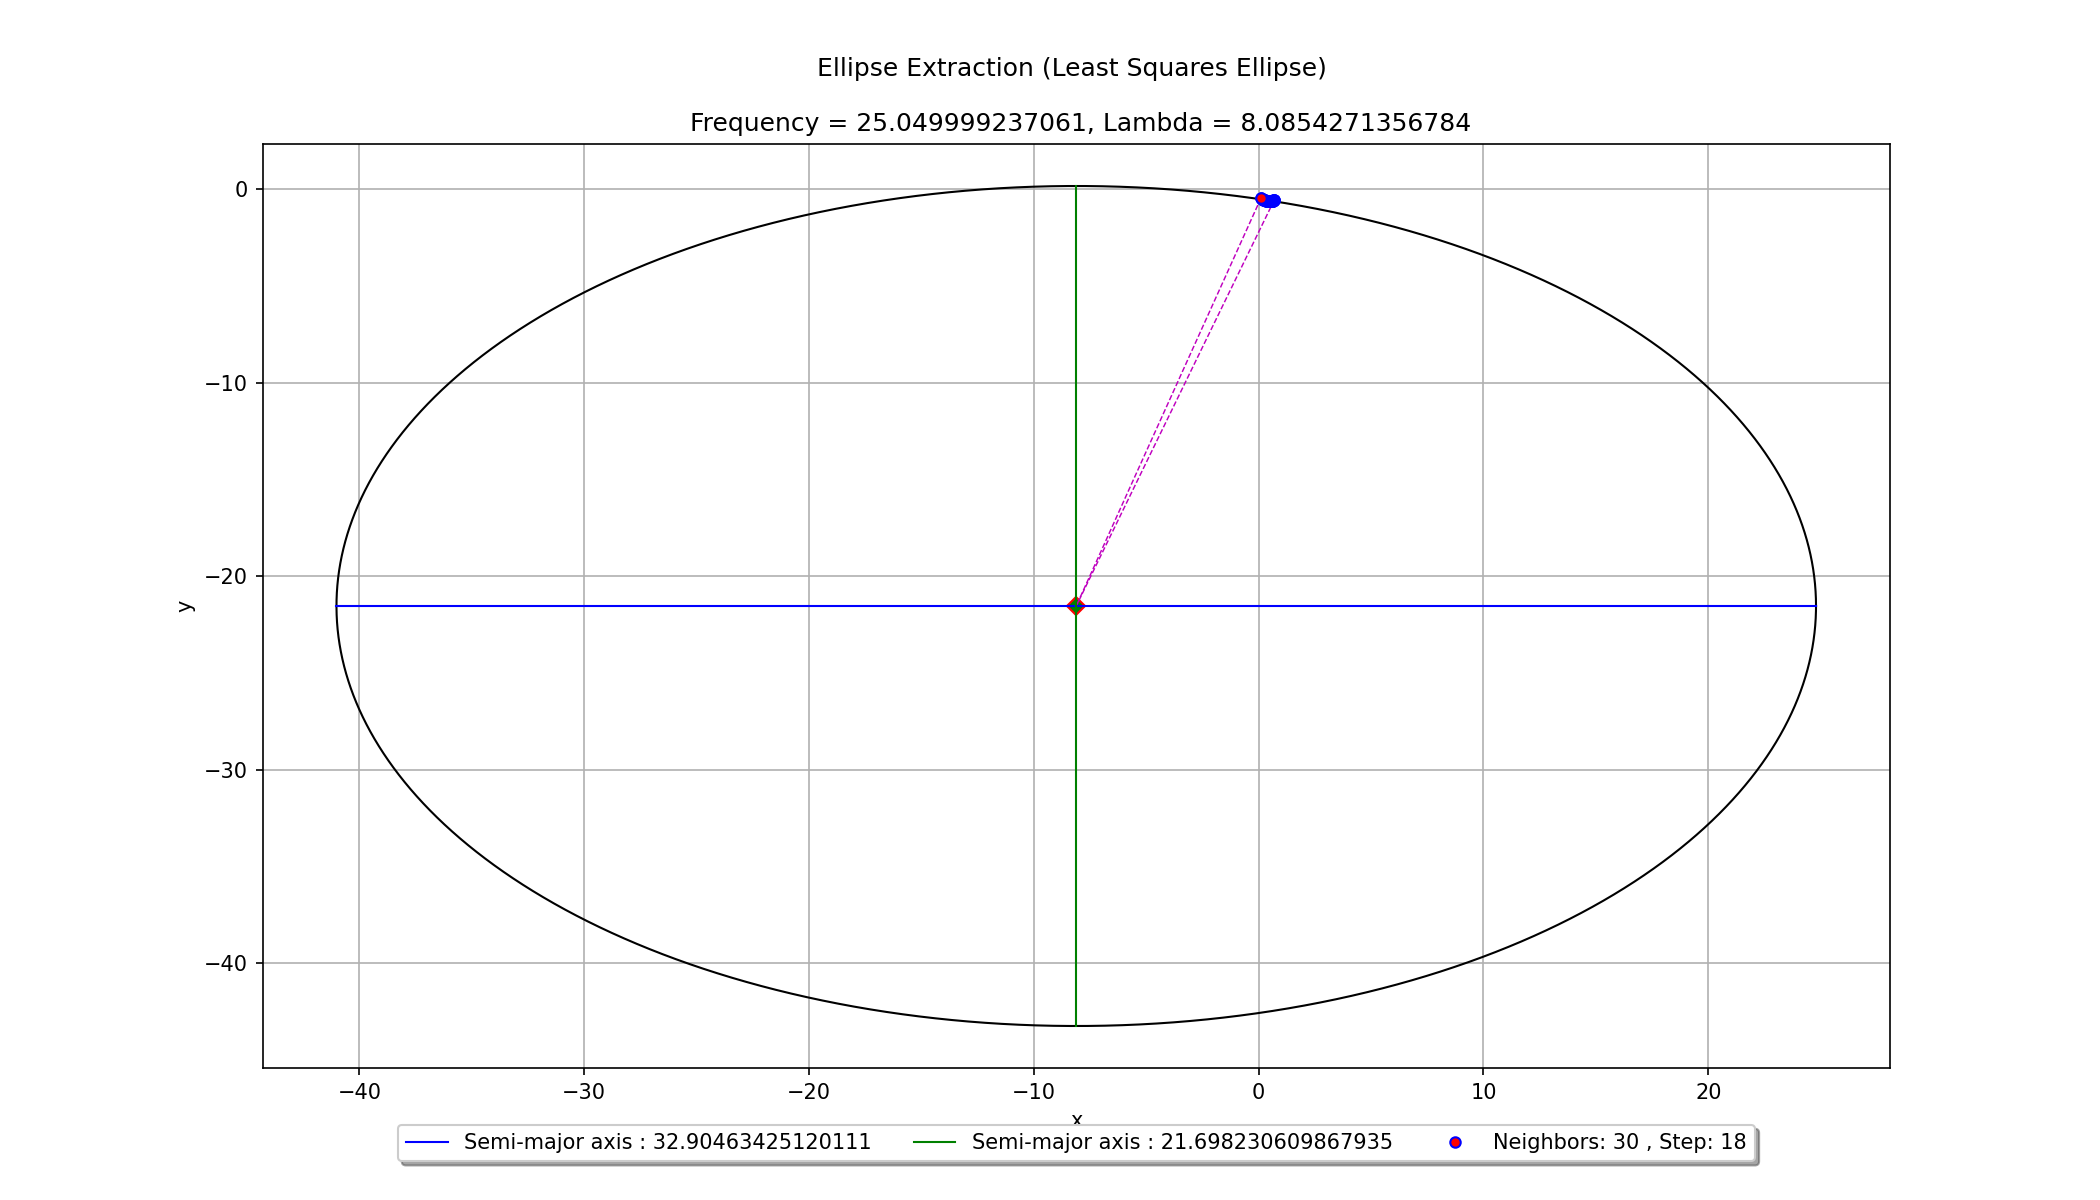 Ellipse Extraction (Least Squares Ellipse)
Frequency = 25.049999237061, Lambda = 8.0854271356784
0
−10
−20
−30
−40
y
−40 −30 −20 −10 0 10 20
x
Semi-major axis : 32.90463425120111 Semi-major axis : 21.698230609867935 Neighbors: 30 , Step: 18